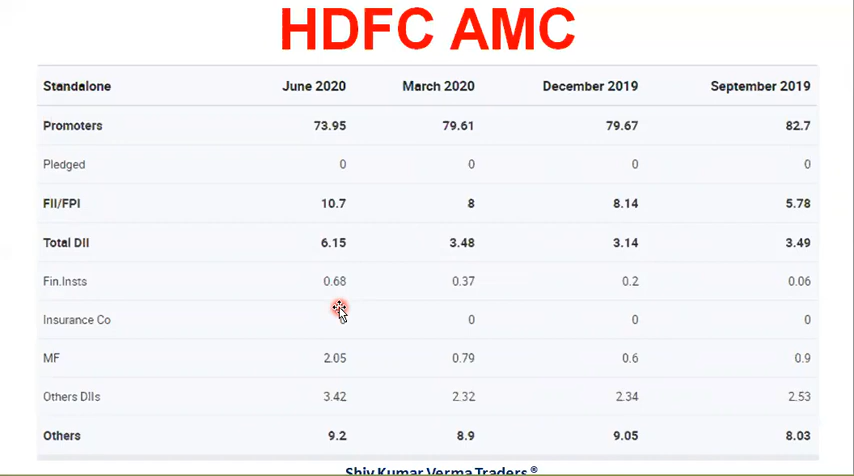 HDFC AMC
Standalone June 2020 March 2020 December 2019 September 2019
Promoters 73.95 79.61 79.67 82.7
Pledged 0 0 0 0
FII/FPI 10.7 8 8.14 5.78
Total DII 6.15 3.48 3.14 3.49
Fin.Insts 0.68 0.37 0.2 0.06
Insurance Co 0 0 0
MF 2.05 0.79 0.6 0.9
Others DIIs 3.42 2.32 2.34 2.53
Others 9.2 8.9 9.05 8.03
Shiv Kumar Verma Traders ®